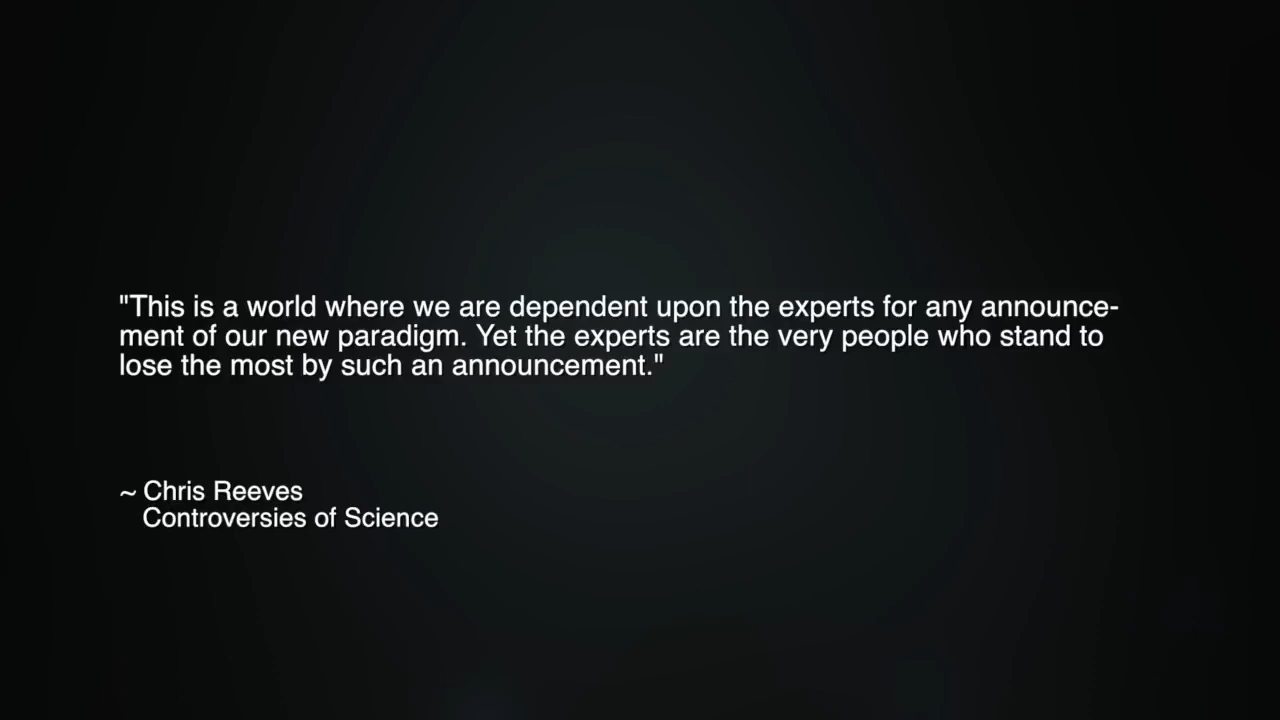 "This is a world where we are dependent upon the experts for any announce-
ment of our new paradigm. Yet the experts are the very people who stand to
lose the most by such an announcement."
~ Chris Reeves
Controversies of Science